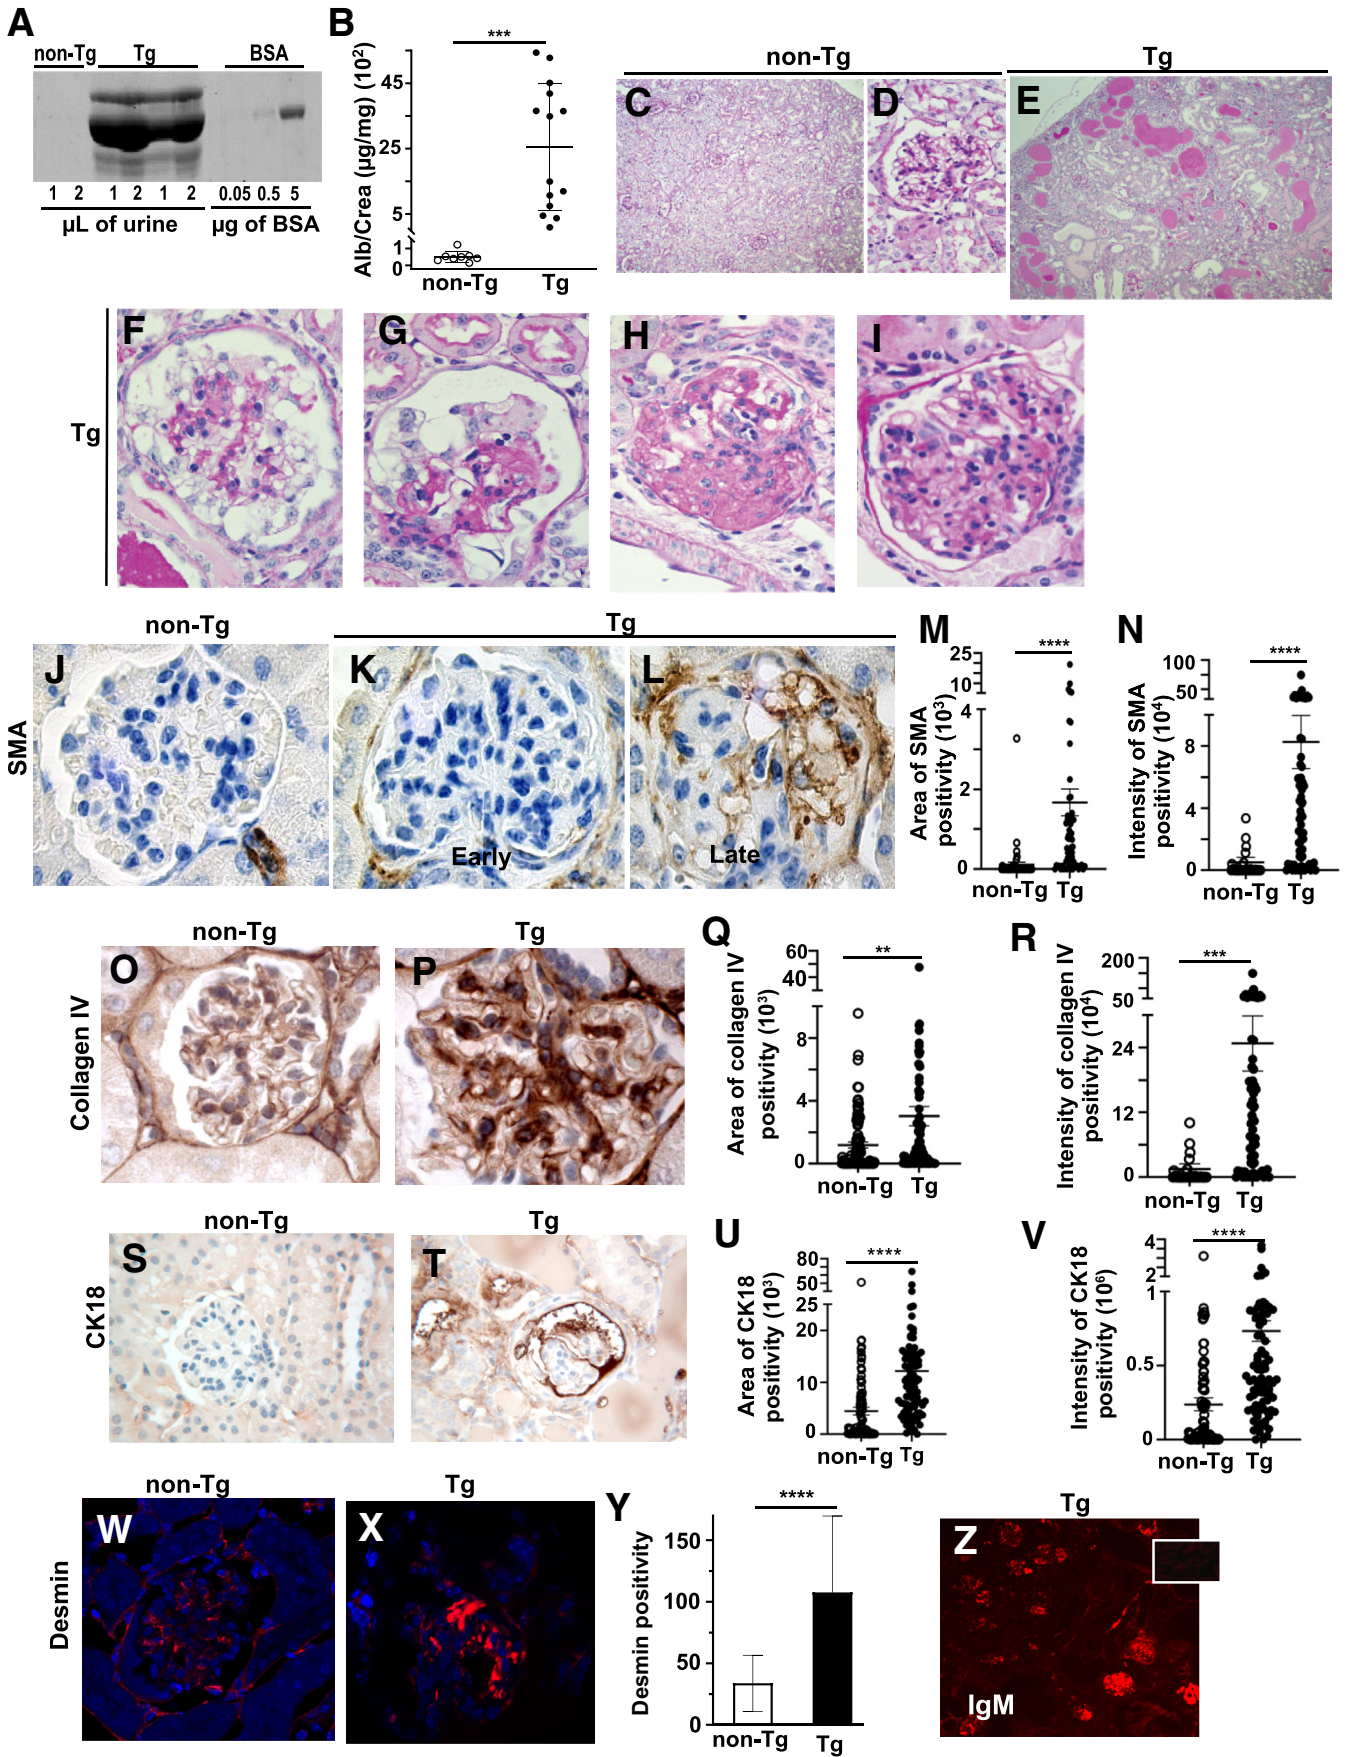 A
non-Tg Tg BSA
1 2 1 2 1 2 0.05 0.5 5
µL of urine µg of BSA
B
***
Alb/Crea (µg/mg) (10²)
45
25
5
1
0
non-Tg Tg
non-Tg Tg
C D E
Tg
F G H I
non-Tg Tg
SMA
J K L
Early Late
M
****
Area of SMA
positivity (10³)
25
10
4
2
0
non-Tg Tg
N
****
Intensity of SMA
positivity (10⁴)
100
50
8
4
0
non-Tg Tg
non-Tg Tg
Collagen IV
O P
Q
**
Area of collagen IV
positivity (10³)
60
40
8
4
0
non-Tg Tg
R
***
Intensity of collagen IV
positivity (10⁴)
200
50
24
12
0
non-Tg Tg
non-Tg Tg
CK18
S T
U
****
Area of CK18
positivity (10³)
80
50
25
20
10
0
non-Tg Tg
V
****
Intensity of CK18
positivity (10⁶)
4
2
1
0.5
0
non-Tg Tg
non-Tg Tg
Desmin
W X
Y
****
Desmin positivity
150
100
50
0
non-Tg Tg
Tg
Z
IgM